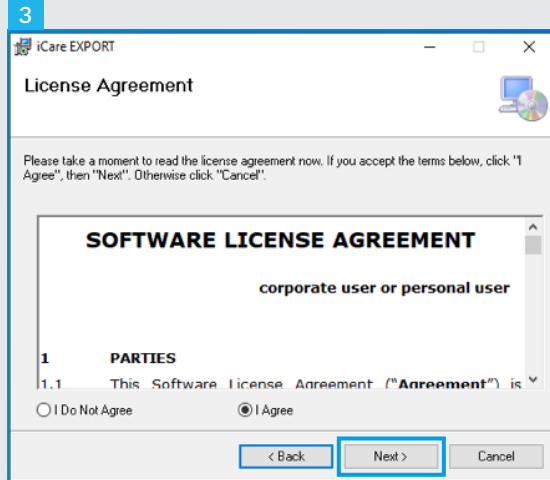 3
iCare EXPORT
License Agreement
Please take a moment to read the license agreement now. If you accept the terms below, click "I
Agree", then "Next". Otherwise click "Cancel".
SOFTWARE LICENSE AGREEMENT
corporate user or personal user
1 PARTIES
1.1 This Software License Agreement ("Agreement") is
I Do Not Agree I Agree
< Back Next > Cancel